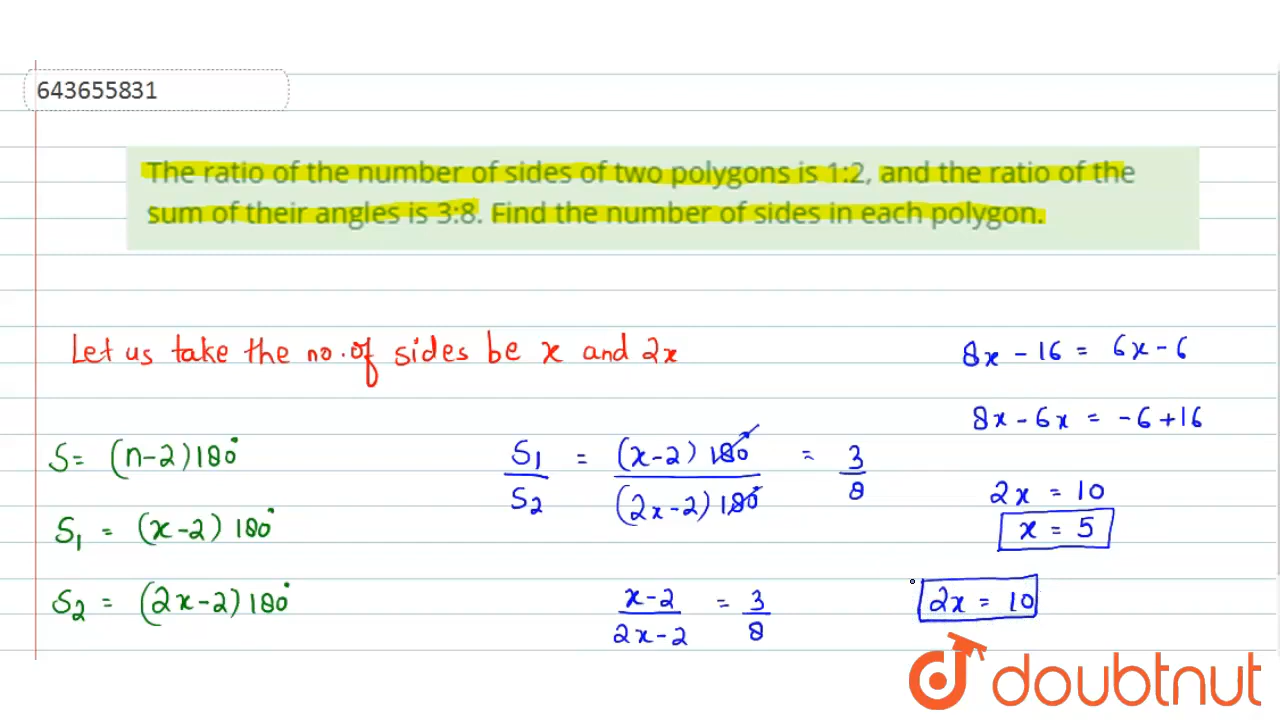 643655831
The ratio of the number of sides of two polygons is 1:2, and the ratio of the
sum of their angles is 3:8. Find the number of sides in each polygon.
Let us take the no. of sides be x and 2x
S = (n-2)180°
S₁ = (x-2) 180°
S₂ = (2x-2) 180°
S₁/S₂ = (x-2) 180°/(2x-2) 180° = 3/8
x-2/2x-2 = 3/8
8x - 16 = 6x - 6
8x - 6x = -6 + 16
2x = 10
x = 5
2x = 10
doubtnut